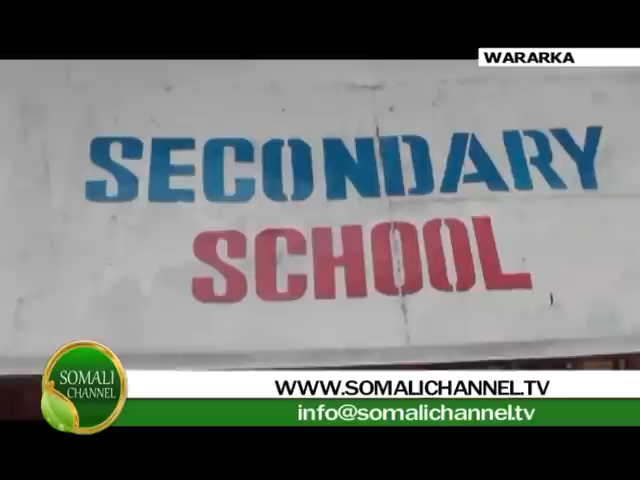 WARARKA
SECONDARY
SCHOOL
SOMALI
CHANNEL
WWW.SOMALICHANNEL.TV
info@somalichannel.tv